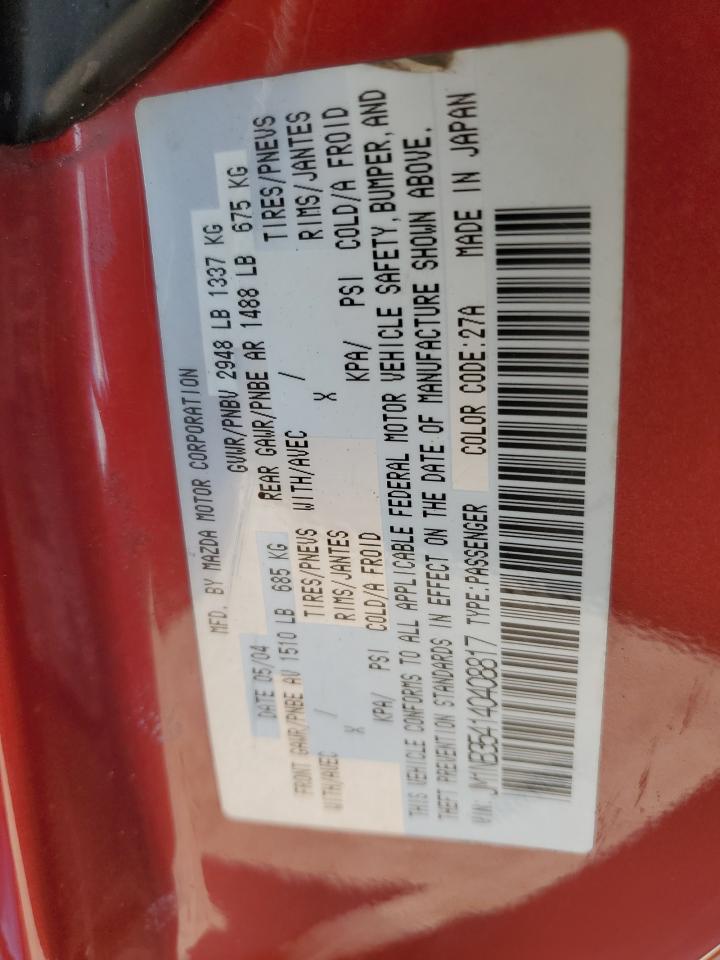 MFD. BY MAZDA MOTOR CORPORATION
DATE 05/04 GVWR/PNBV 2948 LB 1337 KG
FRONT GAWR/PNBE AV 1510 LB 685 KG REAR GAWR/PNBE AR 1488 LB 675 KG
WITH/AVEC / TIRES/PNEVS WITH/AVEC / TIRES/PNEVS
X RIMS/JANTES X RIMS/JANTES
KPA/ PSI COLD/A FROID KPA/ PSI COLD/A FROID
THIS VEHICLE CONFORMS TO ALL APPLICABLE FEDERAL MOTOR VEHICLE SAFETY, BUMPER, AND
THEFT PREVENTION STANDARDS IN EFFECT ON THE DATE OF MANUFACTURE SHOWN ABOVE.
VIN: JM1NB354140408817 TYPE:PASSENGER COLOR CODE:27A MADE IN JAPAN